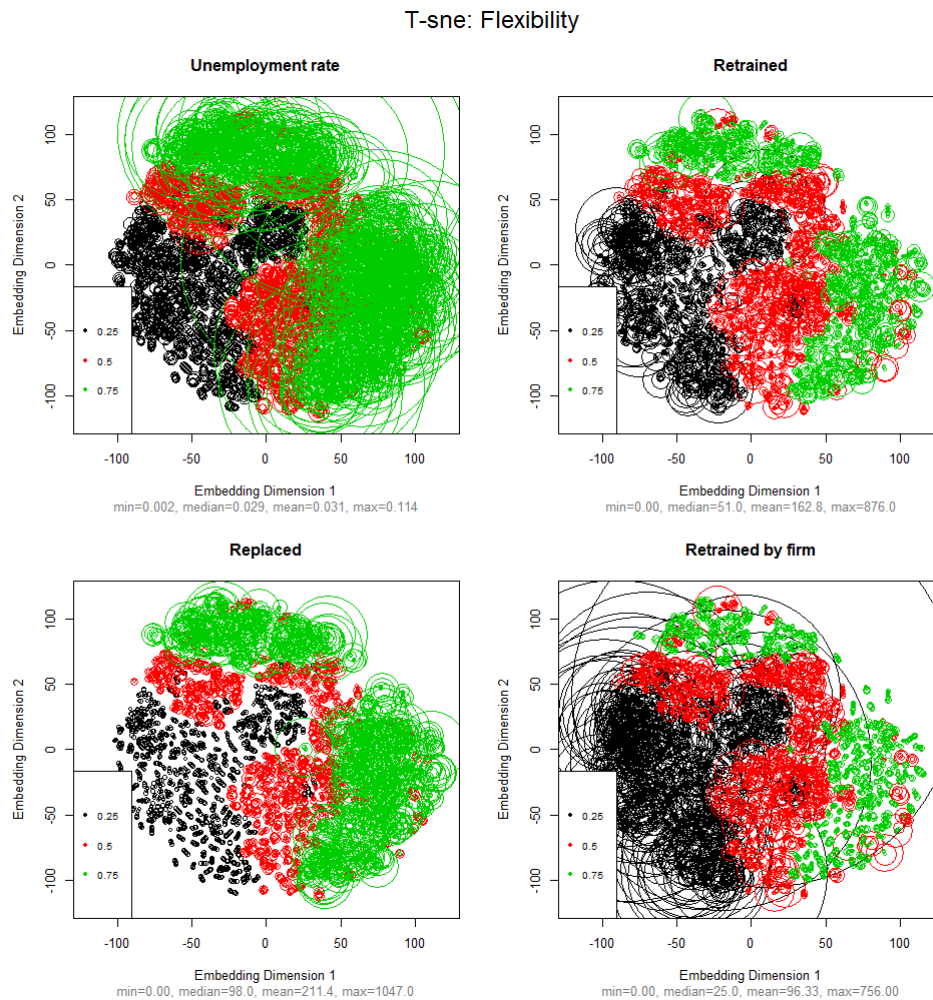 T-sne: Flexibility
Unemployment rate
Embedding Dimension 2
100
50
0
-50
-100
0.25
0.5
0.75
-100 -50 0 50 100
Embedding Dimension 1
min=0.002, median=0.029, mean=0.031, max=0.114
Retrained
Embedding Dimension 2
100
50
0
-50
-100
0.25
0.5
0.75
-100 -50 0 50 100
Embedding Dimension 1
min=0.00, median=51.0, mean=162.8, max=876.0
Replaced
Embedding Dimension 2
100
50
0
-50
-100
0.25
0.5
0.75
-100 -50 0 50 100
Embedding Dimension 1
min=0.00, median=98.0, mean=211.4, max=1047.0
Retrained by firm
Embedding Dimension 2
100
50
0
-50
-100
0.25
0.5
0.75
-100 -50 0 50 100
Embedding Dimension 1
min=0.00, median=25.0, mean=96.33, max=756.00